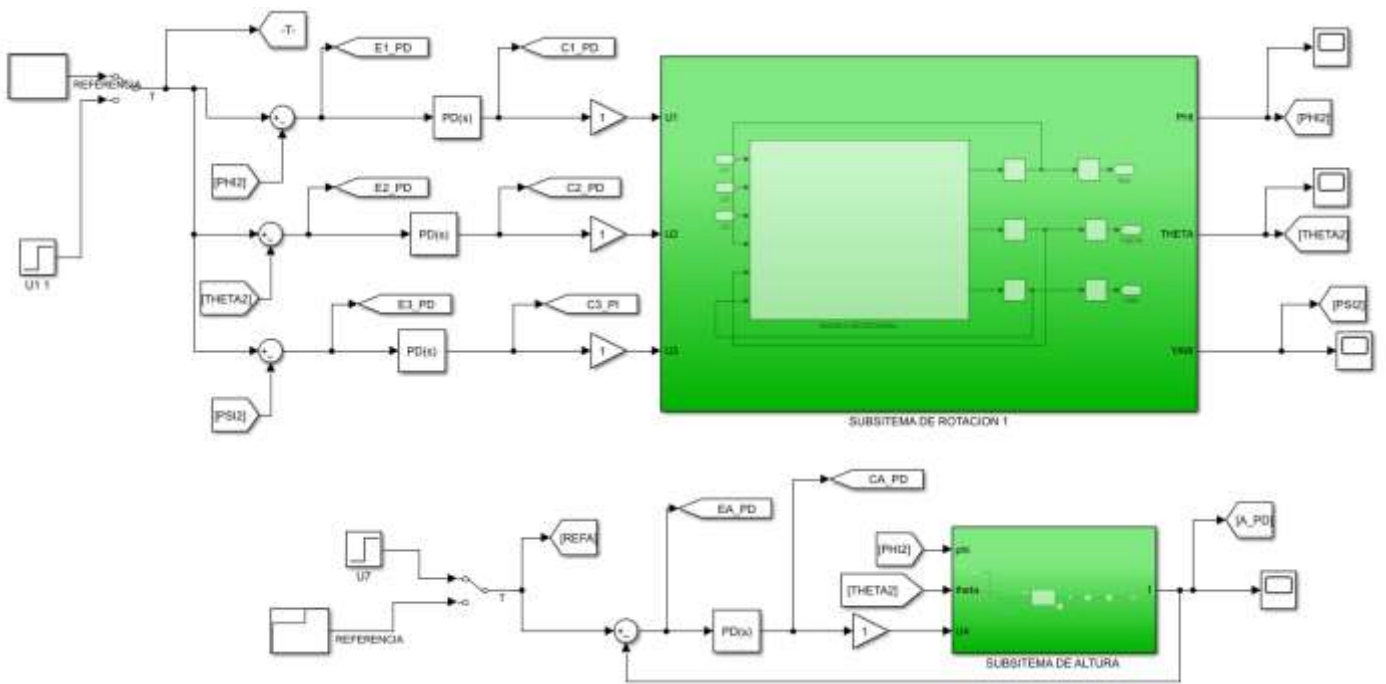 -T-
E1_PD
C1_PD
REFERENCIA
T
PD(s)
1
U1
PHI
[PHI2]
[PHI2]
E2_PD
C2_PD
PD(s)
1
U2
THETA
[THETA2]
U1 1
[THETA2]
E3_PD
C3_PI
[PSI2]
PD(s)
1
U3
YAW
[PSI2]
SUBSITEMA DE ROTACION 1
CA_PD
EA_PD
[A_PD]
[REFA]
[PHI2]
phi
U7
T
[THETA2]
theta
REFERENCIA
PD(s)
1
U4
SUBSITEMA DE ALTURA